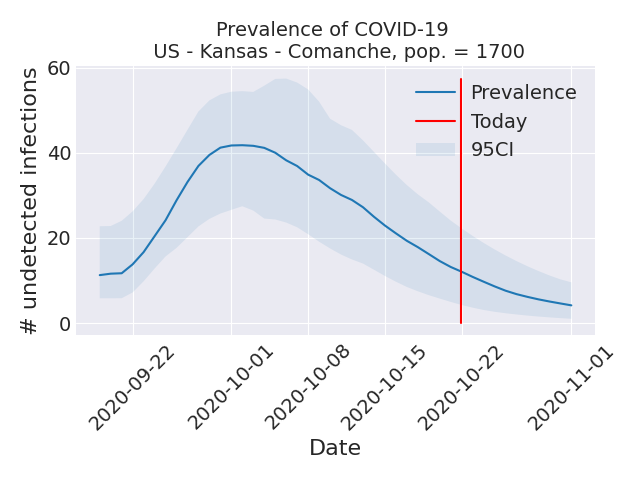 Prevalence of COVID-19
US - Kansas - Comanche, pop. = 1700
# undetected infections
60
40
20
0
Prevalence
Today
95CI
2020-09-22
2020-10-01
2020-10-08
2020-10-15
2020-10-22
2020-11-01
Date